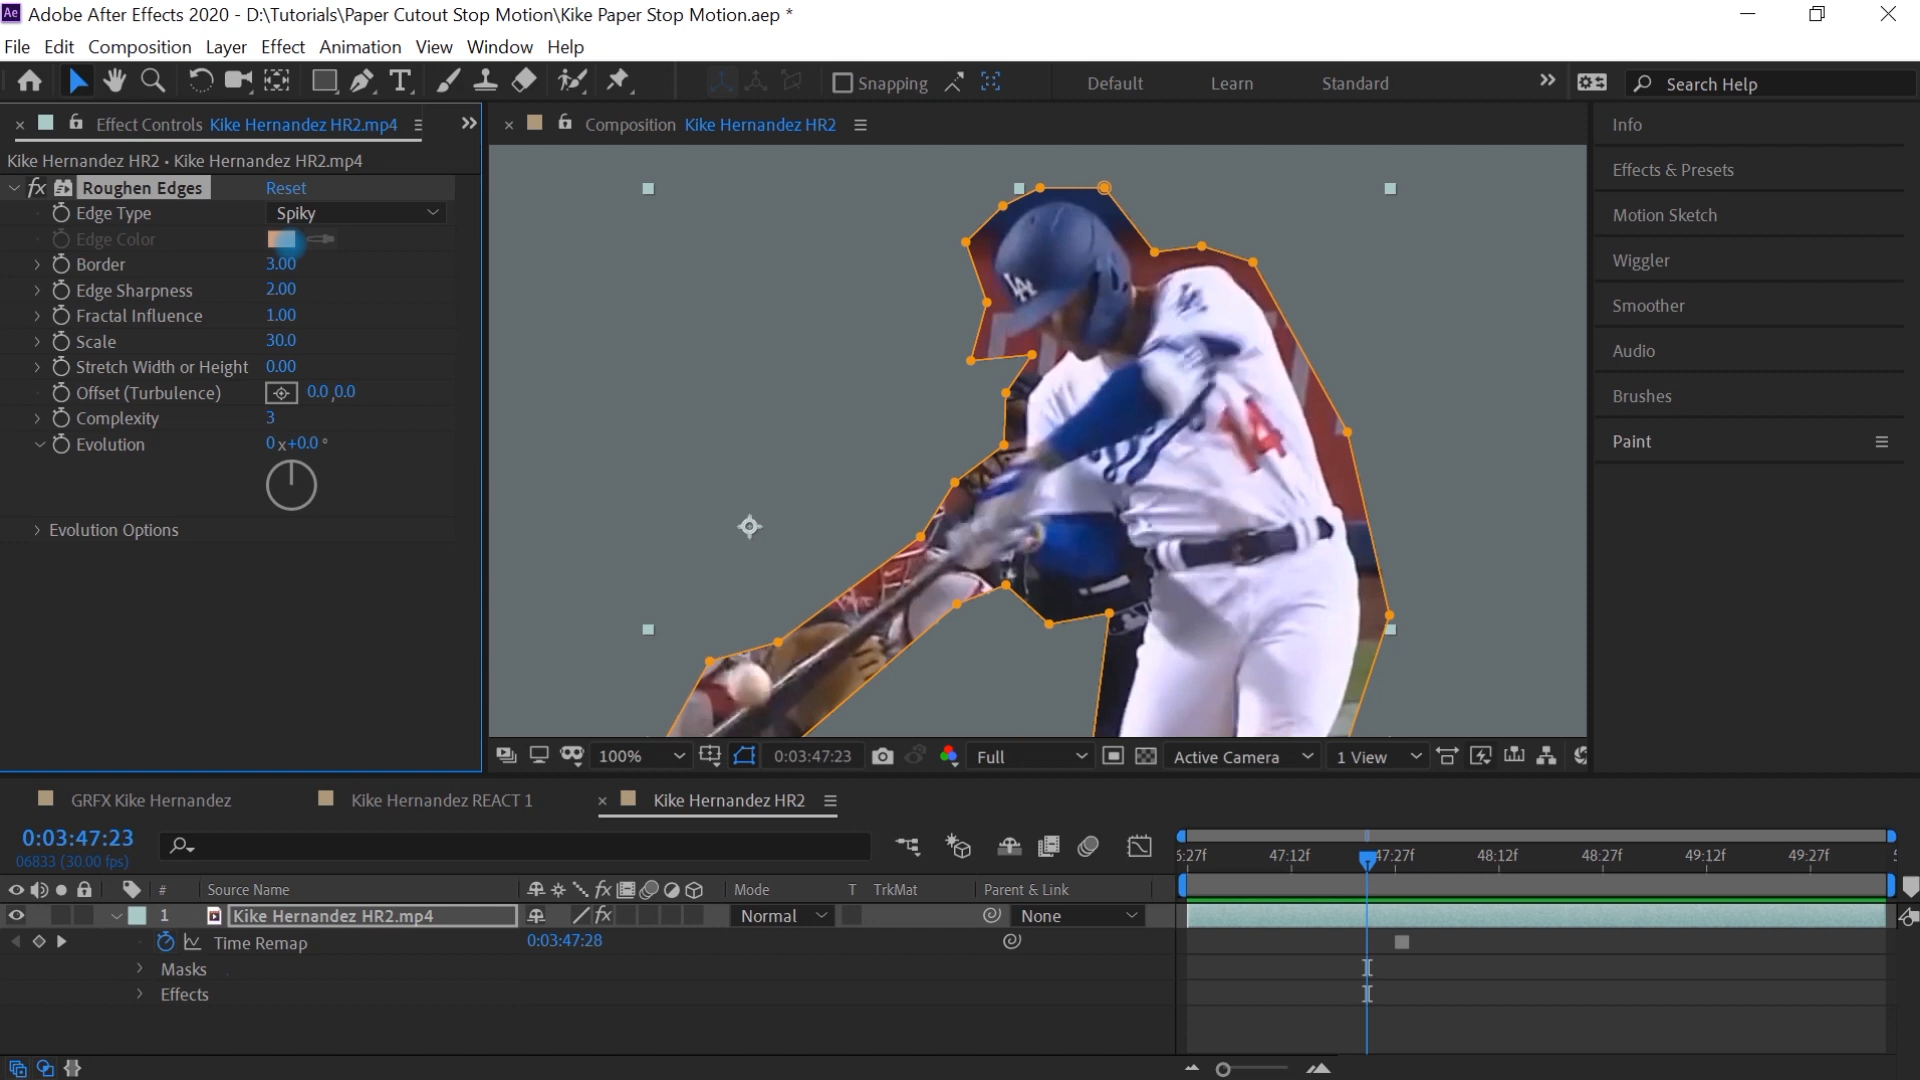 Ae Adobe After Effects 2020 - D:\Tutorials\Paper Cutout Stop Motion\Kike Paper Stop Motion.aep *
File Edit Composition Layer Effect Animation View Window Help
Snapping Default Learn Standard Search Help
Effect Controls Kike Hernandez HR2.mp4
Composition Kike Hernandez HR2
Kike Hernandez HR2 • Kike Hernandez HR2.mp4
fx Roughen Edges Reset
Edge Type Spiky
Edge Color
Border 3.00
Edge Sharpness 2.00
Fractal Influence 1.00
Scale 30.0
Stretch Width or Height 0.00
Offset (Turbulence) 0.0,0.0
Complexity 3
Evolution 0x+0.0°
Evolution Options
LA
LA
14
Info
Effects & Presets
Motion Sketch
Wiggler
Smoother
Audio
Brushes
Paint
100% 0:03:47:23 Full Active Camera 1 View
GRFX Kike Hernandez Kike Hernandez REACT 1 Kike Hernandez HR2
0:03:47:23
06833 (30.00 fps)
5:27f 47:12f 47:27f 48:12f 48:27f 49:12f 49:27f
# Source Name fx Mode T TrkMat Parent & Link
1 Kike Hernandez HR2.mp4 fx Normal None
Time Remap 0:03:47:28
Masks
Effects